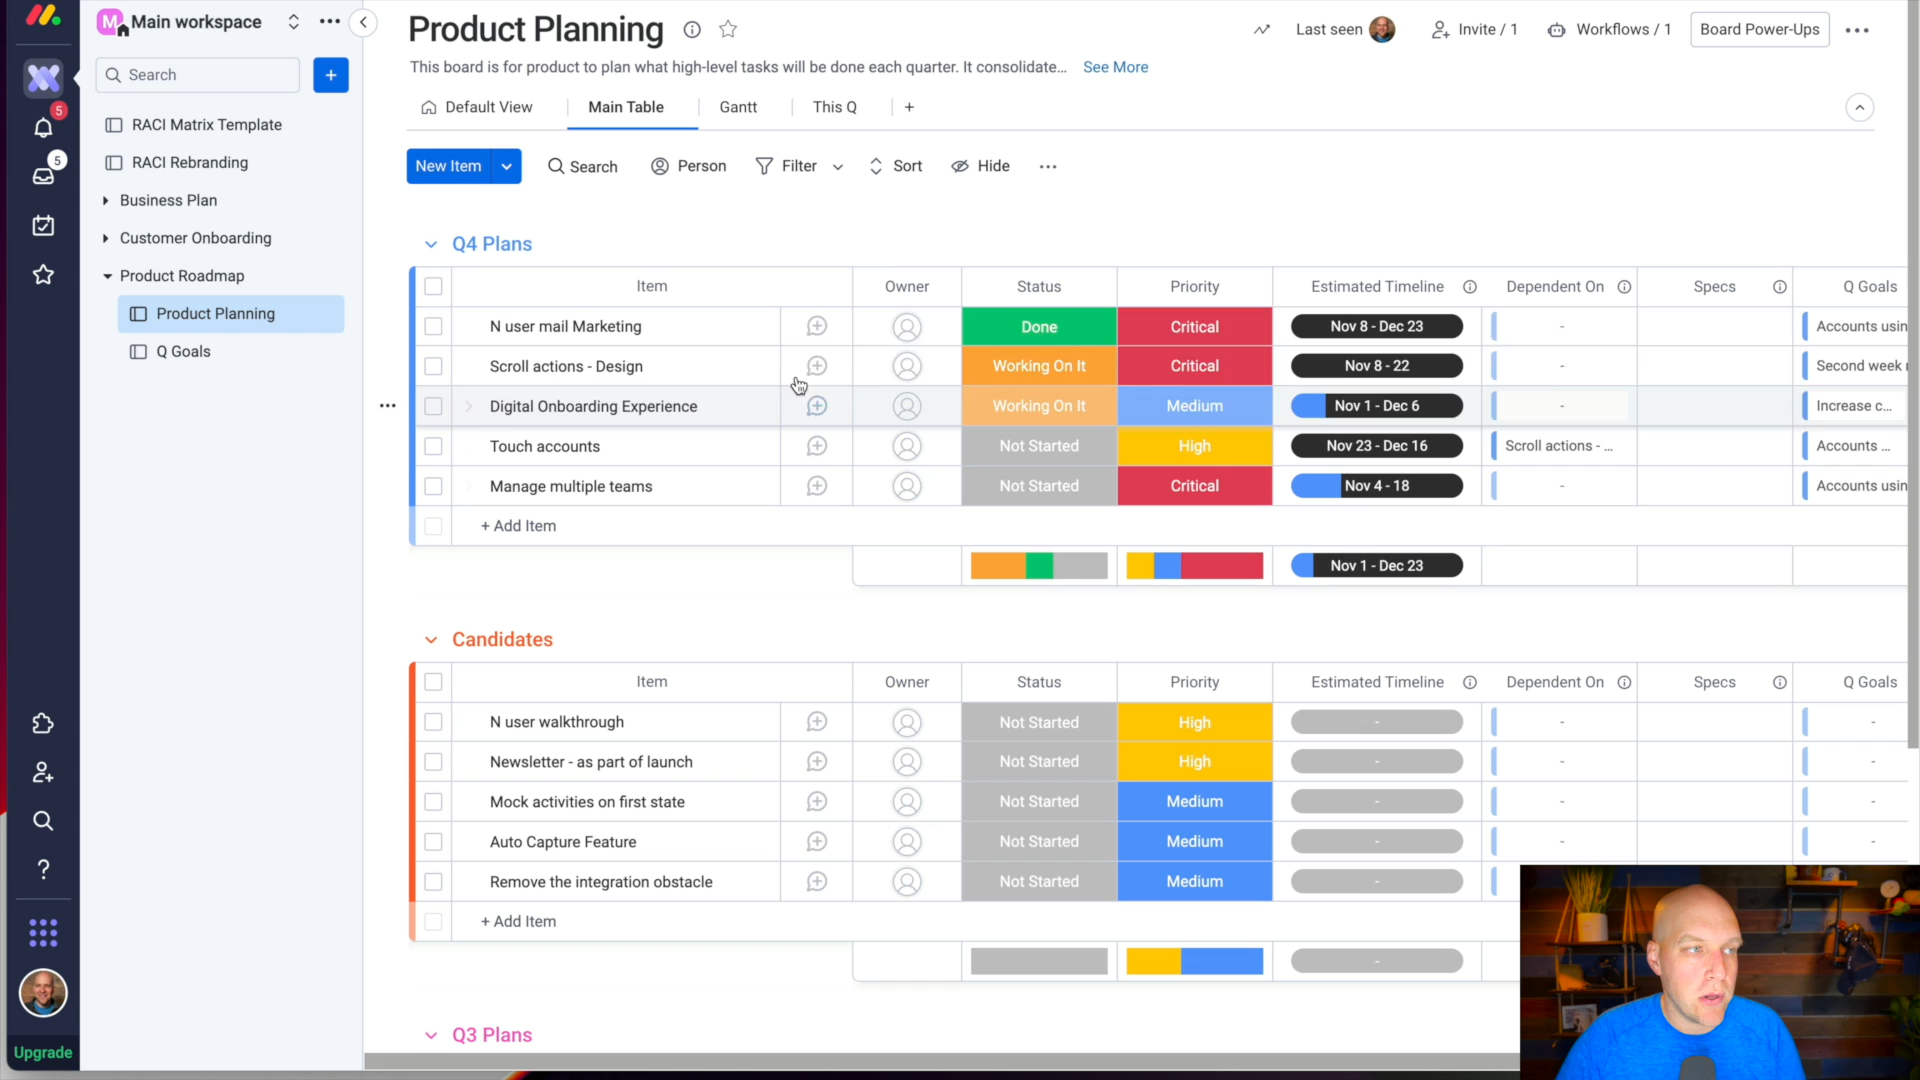 M Main workspace
Search
+
5
5
RACI Matrix Template
RACI Rebranding
Business Plan
Customer Onboarding
Product Roadmap
Product Planning
Q Goals
Upgrade
Product Planning
Last seen
Invite / 1
Workflows / 1
Board Power-Ups
This board is for product to plan what high-level tasks will be done each quarter. It consolidate... See More
Default View Main Table Gantt This Q +
New Item Search Person Filter Sort Hide
Q4 Plans
Item Owner Status Priority Estimated Timeline Dependent On Specs Q Goals
N user mail Marketing Done Critical Nov 8 - Dec 23 - Accounts usin
Scroll actions - Design Working On It Critical Nov 8 - 22 - Second week
Digital Onboarding Experience Working On It Medium Nov 1 - Dec 6 - Increase c...
Touch accounts Not Started High Nov 23 - Dec 16 Scroll actions - ... Accounts ...
Manage multiple teams Not Started Critical Nov 4 - 18 - Accounts usin
+ Add Item
Nov 1 - Dec 23
Candidates
Item Owner Status Priority Estimated Timeline Dependent On Specs Q Goals
N user walkthrough Not Started High - - -
Newsletter - as part of launch Not Started High - - -
Mock activities on first state Not Started Medium - - -
Auto Capture Feature Not Started Medium - - -
Remove the integration obstacle Not Started Medium -
+ Add Item
-
Q3 Plans